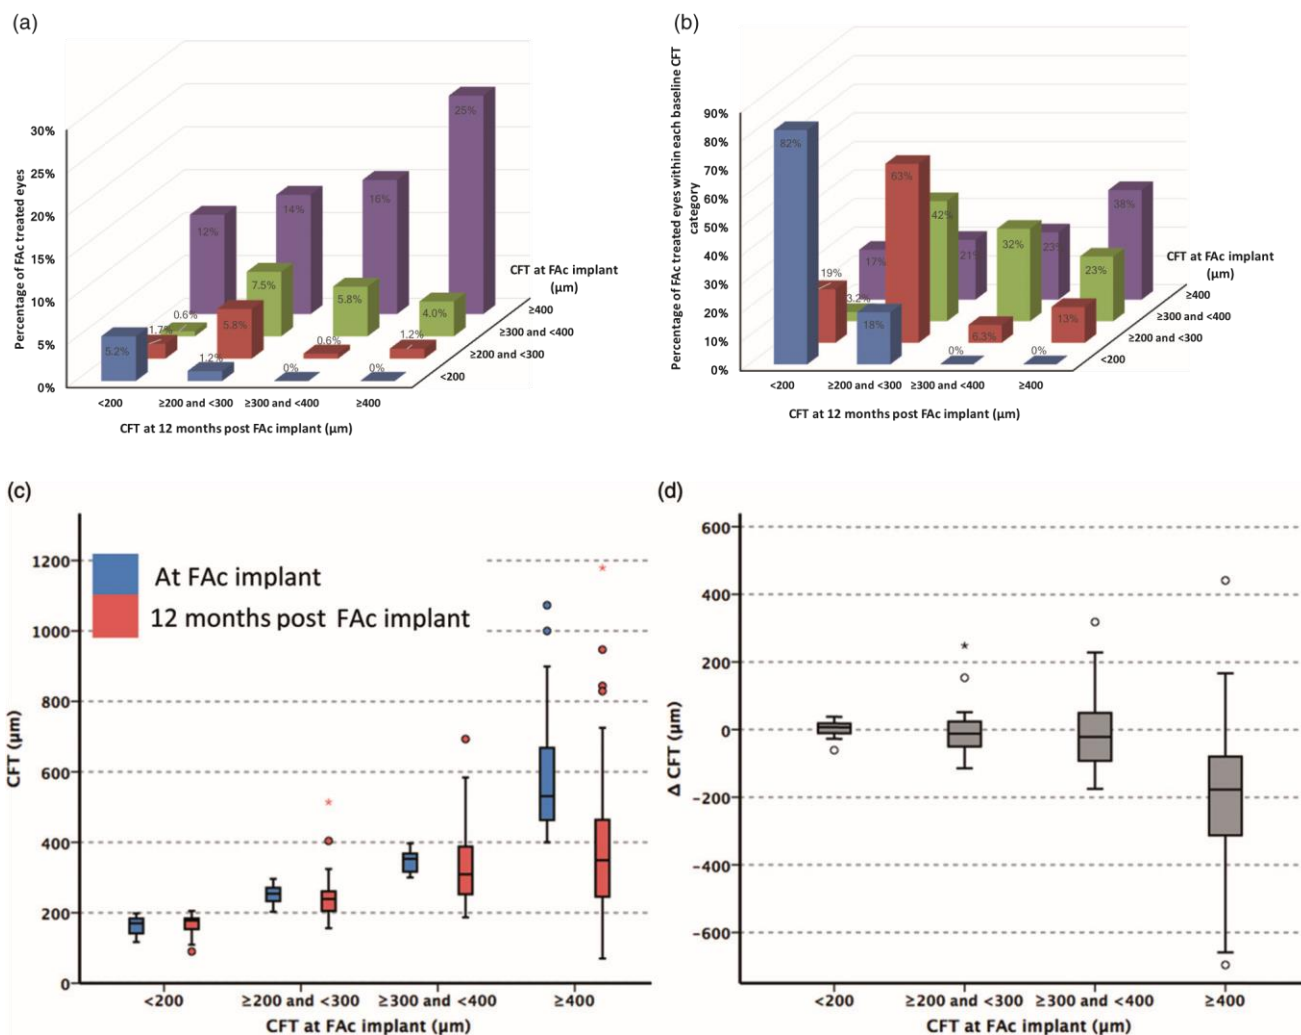 (a)
Percentage of FAc treated eyes
30%
25%
20%
15%
10%
5%
0%
12%
14%
16%
25%
0.6%
7.5%
5.8%
4.0%
1.7%
5.8%
0.6%
1.2%
5.2%
1.2%
0%
0%
CFT at FAc implant
(µm)
≥400
≥300 and <400
≥200 and <300
<200
<200
≥200 and <300
≥300 and <400
≥400
CFT at 12 months post FAc implant (µm)
(b)
Percentage of FAc treated eyes within each baseline CFT
category
90%
80%
70%
60%
50%
40%
30%
20%
10%
0%
17%
21%
23%
38%
3.2%
42%
32%
23%
19%
63%
6.3%
13%
82%
18%
0%
0%
CFT at FAc implant
(µm)
≥400
≥300 and <400
≥200 and <300
<200
<200
≥200 and <300
≥300 and <400
≥400
CFT at 12 months post FAc implant (µm)
(c)
CFT (µm)
1200
1000
800
600
400
200
0
At FAc implant
12 months post FAc implant
<200
≥200 and <300
≥300 and <400
≥400
CFT at FAc implant (µm)
(d)
Δ CFT (µm)
600
400
200
0
-200
-400
-600
<200
≥200 and <300
≥300 and <400
≥400
CFT at FAc implant (µm)